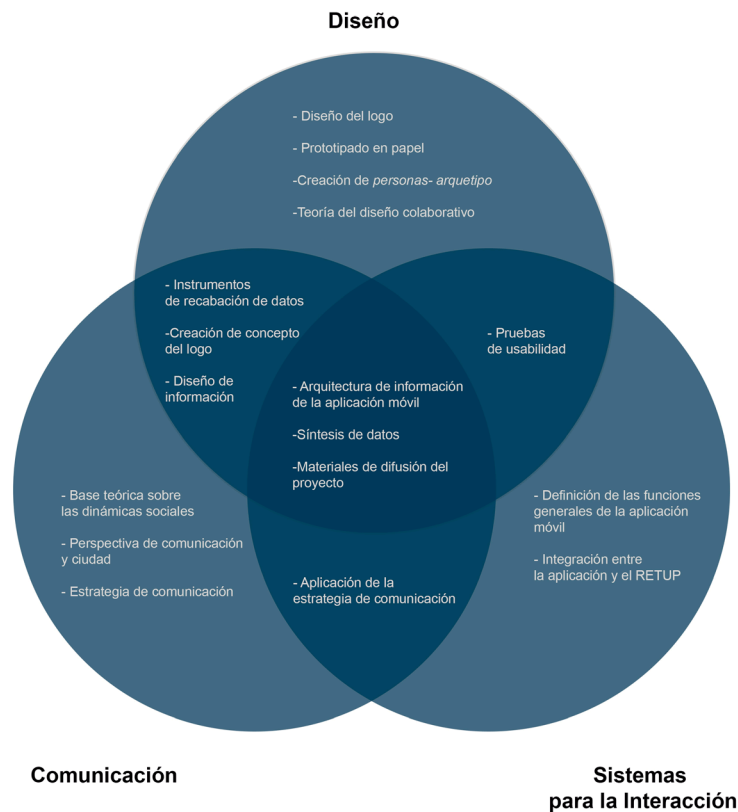 Diseño
- Diseño del logo
- Prototipado en papel
-Creación de personas- arquetipo
-Teoría del diseño colaborativo
- Instrumentos
de recabación de datos
-Creación de concepto
del logo
- Diseño de
información
- Pruebas
de usabilidad
- Arquitectura de información
de la aplicación móvil
-Síntesis de datos
-Materiales de difusión del
proyecto
- Base teórica sobre
las dinámicas sociales
- Perspectiva de comunicación
y ciudad
- Estrategia de comunicación
- Definición de las funciones
generales de la aplicación
móvil
- Integración entre
la aplicación y el RETUP
- Aplicación de la
estrategia de comunicación
Comunicación
Sistemas
para la Interacción